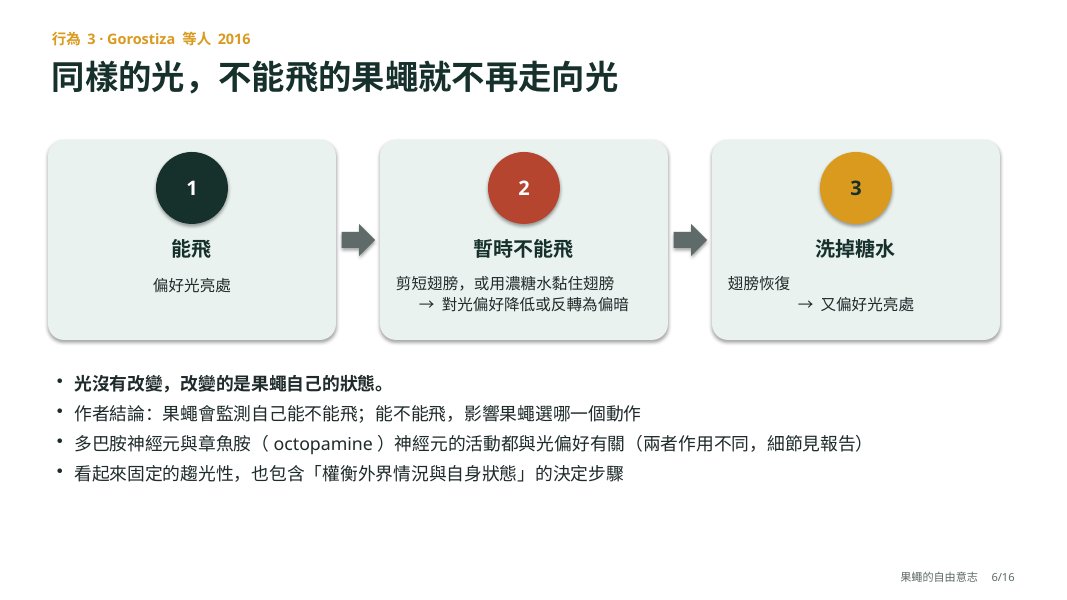 行為 3 · Gorostiza 等人 2016
同樣的光，不能飛的果蠅就不再走向光
1
能飛
偏好光亮處
2
暫時不能飛
剪短翅膀，或用濃糖水黏住翅膀
→ 對光偏好降低或反轉為偏暗
3
洗掉糖水
翅膀恢復
→ 又偏好光亮處
• 光沒有改變，改變的是果蠅自己的狀態。
• 作者結論：果蠅會監測自己能不能飛；能不能飛，影響果蠅選哪一個動作
• 多巴胺神經元與章魚胺（ octopamine ）神經元的活動都與光偏好有關（兩者作用不同，細節見報告）
• 看起來固定的趨光性，也包含「權衡外界情況與自身狀態」的決定步驟
果蠅的自由意志 6/16